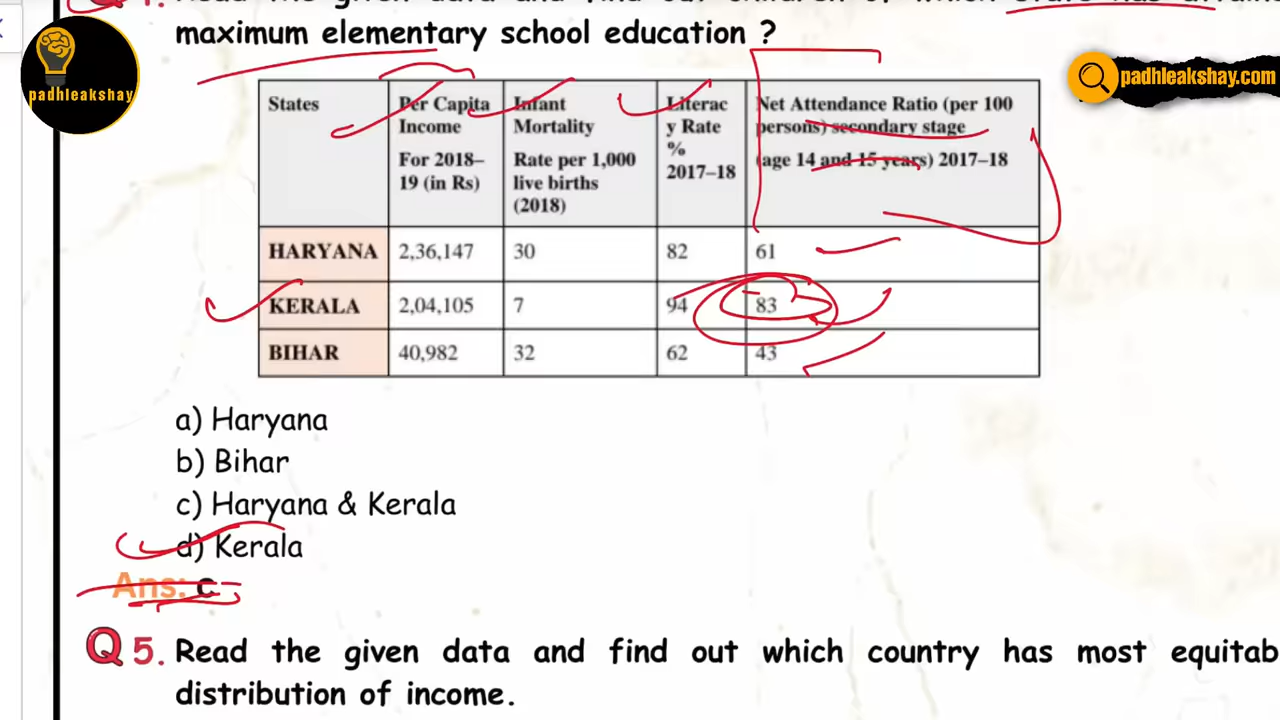 maximum elementary school education ?
padhleakshay
padhleakshay.com
States
Per Capita
Income
For 2018–
19 (in Rs)
Infant
Mortality
Rate per 1,000
live births
(2018)
Literac
y Rate
%
2017–18
Net Attendance Ratio (per 100
persons) secondary stage
(age 14 and 15 years) 2017–18
HARYANA 2,36,147 30 82 61
KERALA 2,04,105 7 94 83
BIHAR 40,982 32 62 43
a) Haryana
b) Bihar
c) Haryana & Kerala
d) Kerala
Ans: c
Q 5. Read the given data and find out which country has most equitab
distribution of income.